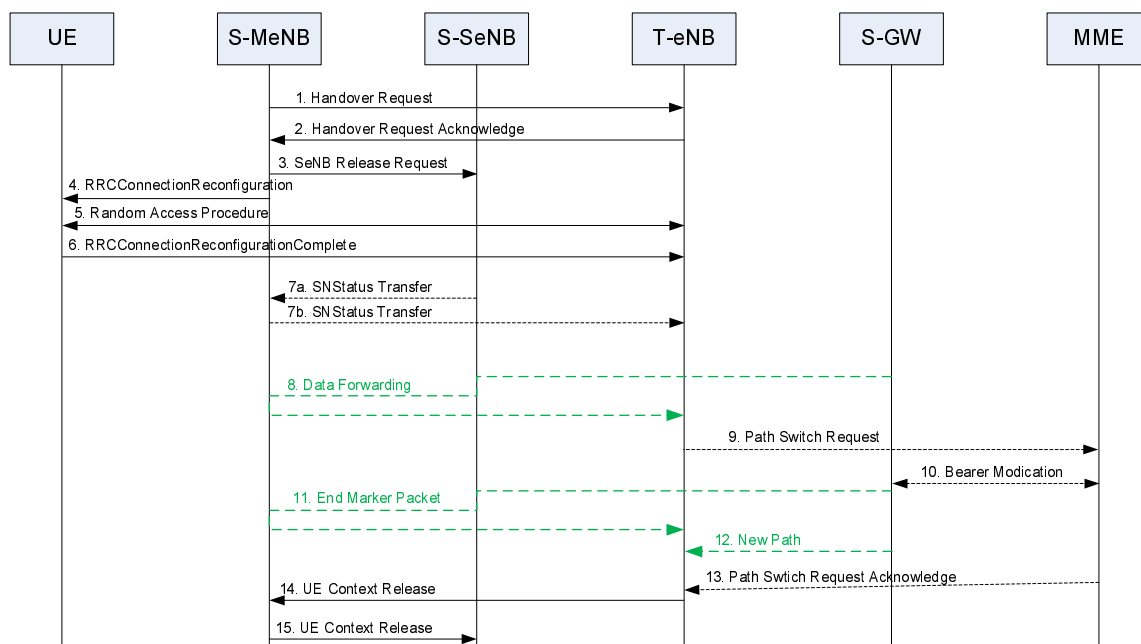 UE
S-MeNB
S-SeNB
T-eNB
S-GW
MME
1. Handover Request
2. Handover Request Acknowledge
3. SeNB Release Request
4. RRCConnectionReconfiguration
5. Random Access Procedure
6. RRCConnectionReconfigurationComplete
7a. SNStatus Transfer
7b. SNStatus Transfer
8. Data Forwarding
9. Path Switch Request
10. Bearer Modication
11. End Marker Packet
12. New Path
13. Path Swtich Request Acknowledge
14. UE Context Release
15. UE Context Release